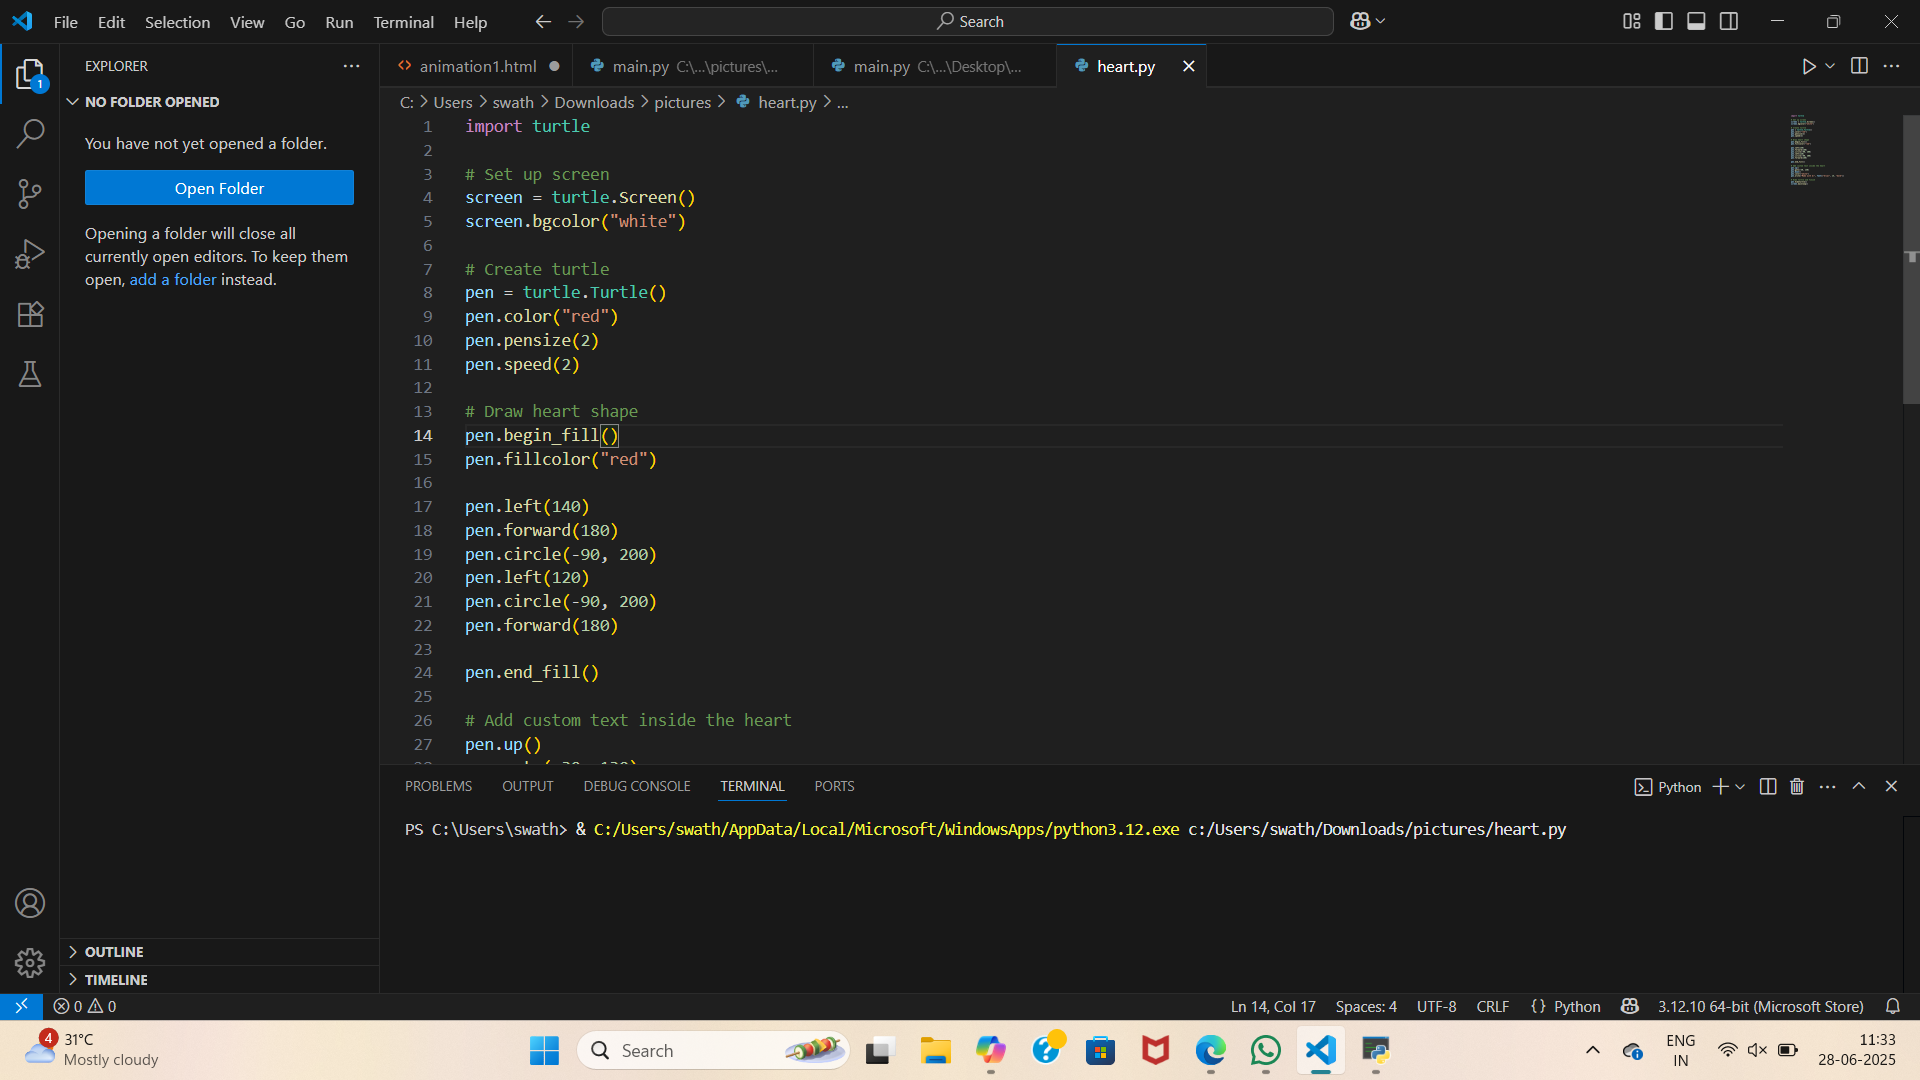 File Edit Selection View Go Run Terminal Help
Search
EXPLORER
NO FOLDER OPENED
You have not yet opened a folder.
Open Folder
Opening a folder will close all
currently open editors. To keep them
open, add a folder instead.
OUTLINE
TIMELINE
1
animation1.html
main.py C:\...\pictures\...
main.py C:\...\Desktop\...
heart.py
C: > Users > swath > Downloads > pictures > heart.py > ...
1 import turtle
2
3 # Set up screen
4 screen = turtle.Screen()
5 screen.bgcolor("white")
6
7 # Create turtle
8 pen = turtle.Turtle()
9 pen.color("red")
10 pen.pensize(2)
11 pen.speed(2)
12
13 # Draw heart shape
14 pen.begin_fill()
15 pen.fillcolor("red")
16
17 pen.left(140)
18 pen.forward(180)
19 pen.circle(-90, 200)
20 pen.left(120)
21 pen.circle(-90, 200)
22 pen.forward(180)
23
24 pen.end_fill()
25
26 # Add custom text inside the heart
27 pen.up()
PROBLEMS OUTPUT DEBUG CONSOLE TERMINAL PORTS
Python
PS C:\Users\swath> & C:/Users/swath/AppData/Local/Microsoft/WindowsApps/python3.12.exe c:/Users/swath/Downloads/pictures/heart.py
0 0
Ln 14, Col 17 Spaces: 4 UTF-8 CRLF {} Python 3.12.10 64-bit (Microsoft Store)
4
31°C
Mostly cloudy
Search
ENG
IN
11:33
28-06-2025